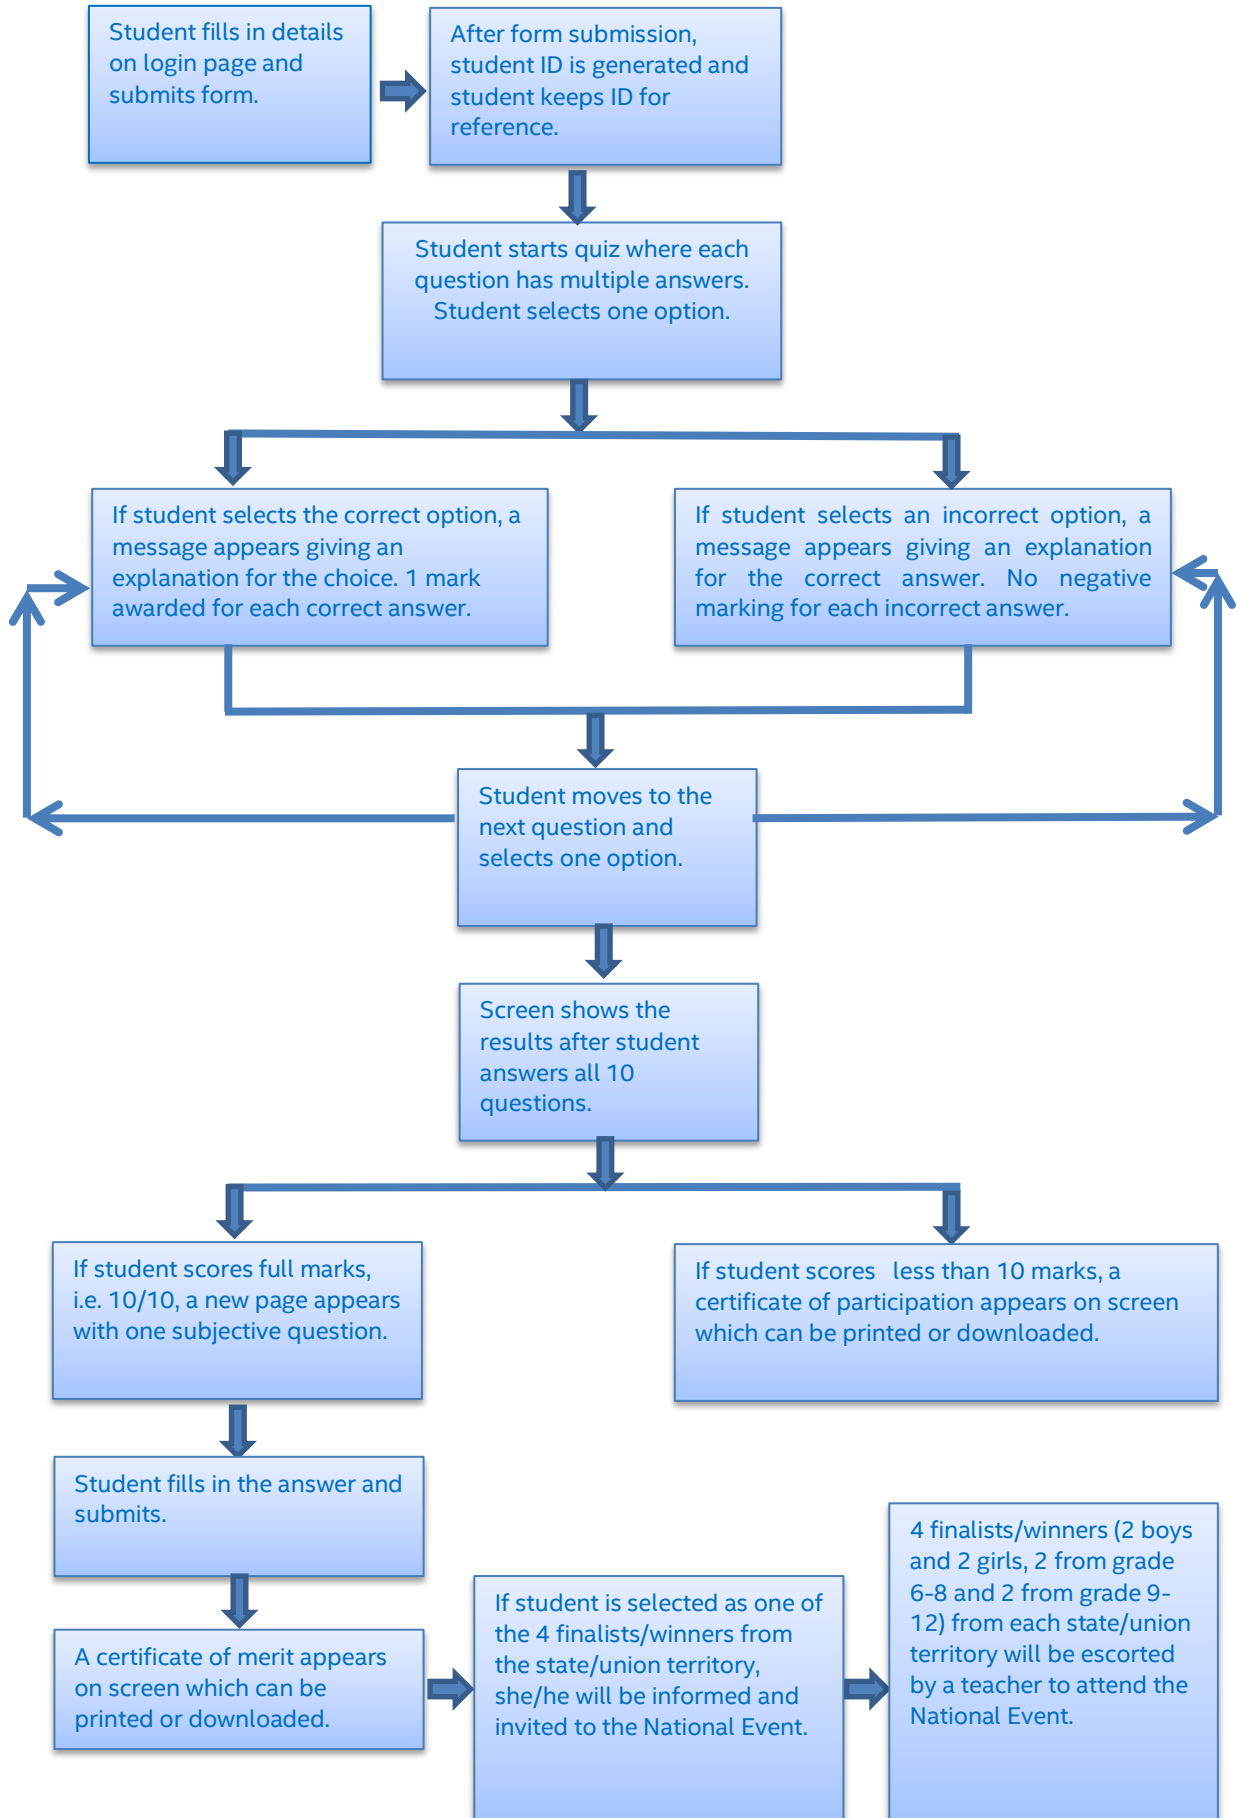 Student fills in details
on login page and
submits form.
After form submission,
student ID is generated and
student keeps ID for
reference.
Student starts quiz where each
question has multiple answers.
Student selects one option.
If student selects the correct option, a
message appears giving an
explanation for the choice. 1 mark
awarded for each correct answer.
If student selects an incorrect option, a
message appears giving an explanation
for the correct answer. No negative
marking for each incorrect answer.
Student moves to the
next question and
selects one option.
Screen shows the
results after student
answers all 10
questions.
If student scores full marks,
i.e. 10/10, a new page appears
with one subjective question.
If student scores less than 10 marks, a
certificate of participation appears on screen
which can be printed or downloaded.
Student fills in the answer and
submits.
A certificate of merit appears
on screen which can be
printed or downloaded.
If student is selected as one of
the 4 finalists/winners from
the state/union territory,
she/he will be informed and
invited to the National Event.
4 finalists/winners (2 boys
and 2 girls, 2 from grade
6-8 and 2 from grade 9-
12) from each state/union
territory will be escorted
by a teacher to attend the
National Event.